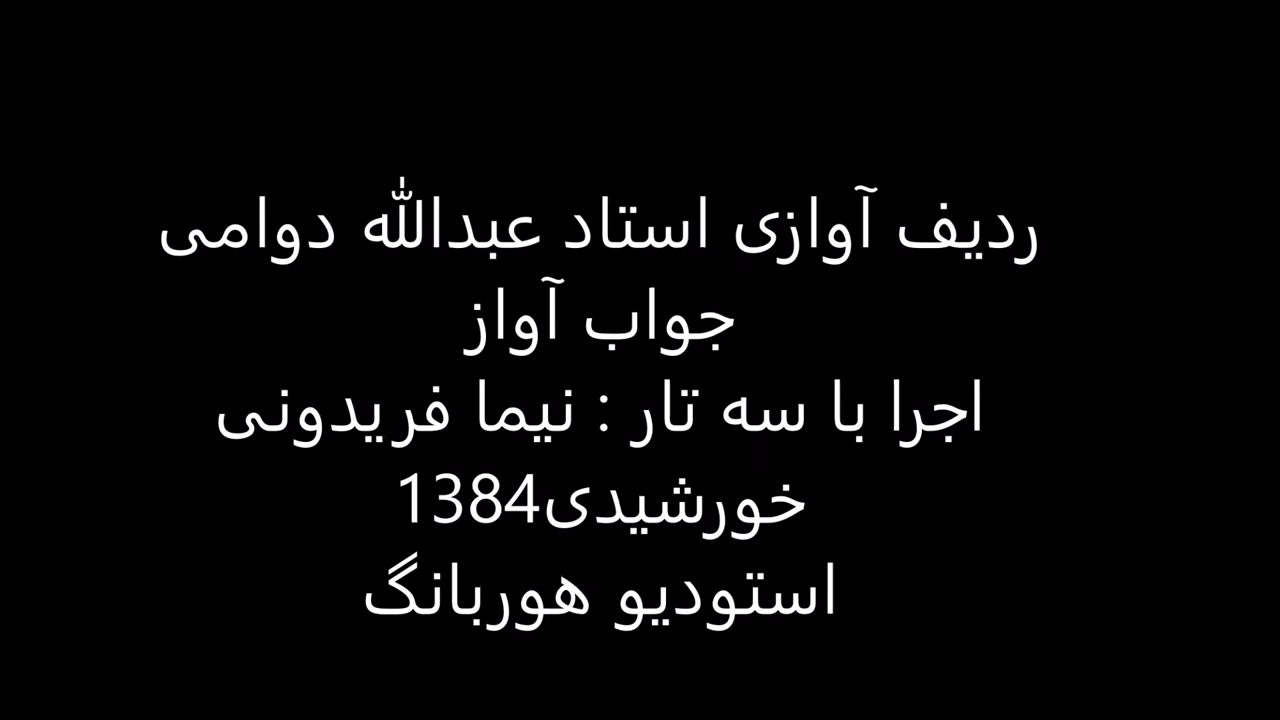 ردیف آوازی استاد عبدالله دوامی
جواب آواز
اجرا با سه تار : نیما فریدونی
خورشیدی1384
استودیو هوربانگ